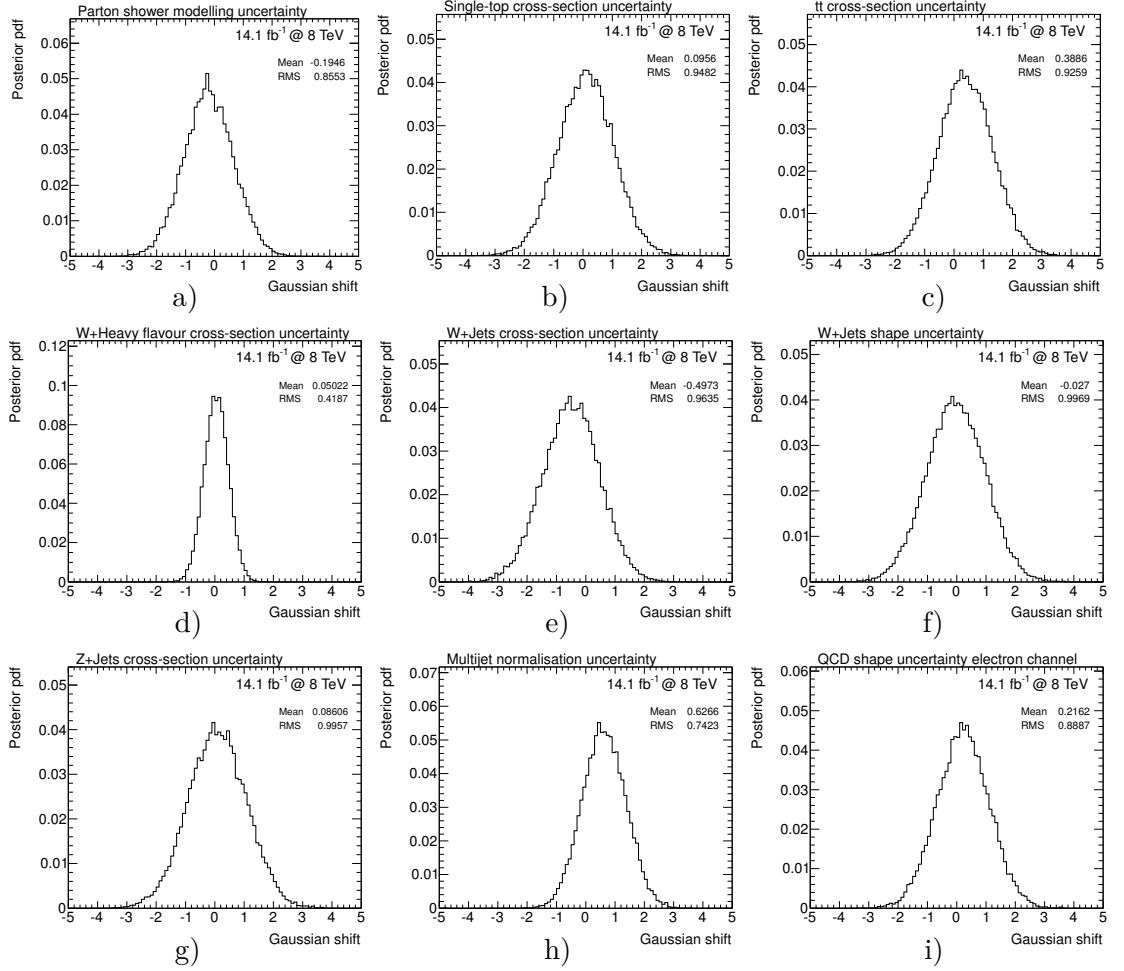 Parton shower modelling uncertainty
14.1 fb-1 @ 8 TeV
Mean -0.1946
RMS 0.8553
Posterior pdf
0.06
0.05
0.04
0.03
0.02
0.01
0
-5 -4 -3 -2 -1 0 1 2 3 4 5
Gaussian shift
a)
Single-top cross-section uncertainty
14.1 fb-1 @ 8 TeV
Mean 0.0956
RMS 0.9482
Posterior pdf
0.05
0.04
0.03
0.02
0.01
0
-5 -4 -3 -2 -1 0 1 2 3 4 5
Gaussian shift
b)
tt cross-section uncertainty
14.1 fb-1 @ 8 TeV
Mean 0.3886
RMS 0.9259
Posterior pdf
0.05
0.04
0.03
0.02
0.01
0
-5 -4 -3 -2 -1 0 1 2 3 4 5
Gaussian shift
c)
W+Heavy flavour cross-section uncertainty
14.1 fb-1 @ 8 TeV
Mean 0.05022
RMS 0.4187
Posterior pdf
0.12
0.1
0.08
0.06
0.04
0.02
0
-5 -4 -3 -2 -1 0 1 2 3 4 5
Gaussian shift
d)
W+Jets cross-section uncertainty
14.1 fb-1 @ 8 TeV
Mean -0.4973
RMS 0.9635
Posterior pdf
0.05
0.04
0.03
0.02
0.01
0
-5 -4 -3 -2 -1 0 1 2 3 4 5
Gaussian shift
e)
W+Jets shape uncertainty
14.1 fb-1 @ 8 TeV
Mean -0.027
RMS 0.9969
Posterior pdf
0.05
0.04
0.03
0.02
0.01
0
-5 -4 -3 -2 -1 0 1 2 3 4 5
Gaussian shift
f)
Z+Jets cross-section uncertainty
14.1 fb-1 @ 8 TeV
Mean 0.08606
RMS 0.9957
Posterior pdf
0.05
0.04
0.03
0.02
0.01
0
-5 -4 -3 -2 -1 0 1 2 3 4 5
Gaussian shift
g)
Multijet normalisation uncertainty
14.1 fb-1 @ 8 TeV
Mean 0.6266
RMS 0.7423
Posterior pdf
0.07
0.06
0.05
0.04
0.03
0.02
0.01
0
-5 -4 -3 -2 -1 0 1 2 3 4 5
Gaussian shift
h)
QCD shape uncertainty electron channel
14.1 fb-1 @ 8 TeV
Mean 0.2162
RMS 0.8887
Posterior pdf
0.06
0.05
0.04
0.03
0.02
0.01
0
-5 -4 -3 -2 -1 0 1 2 3 4 5
Gaussian shift
i)